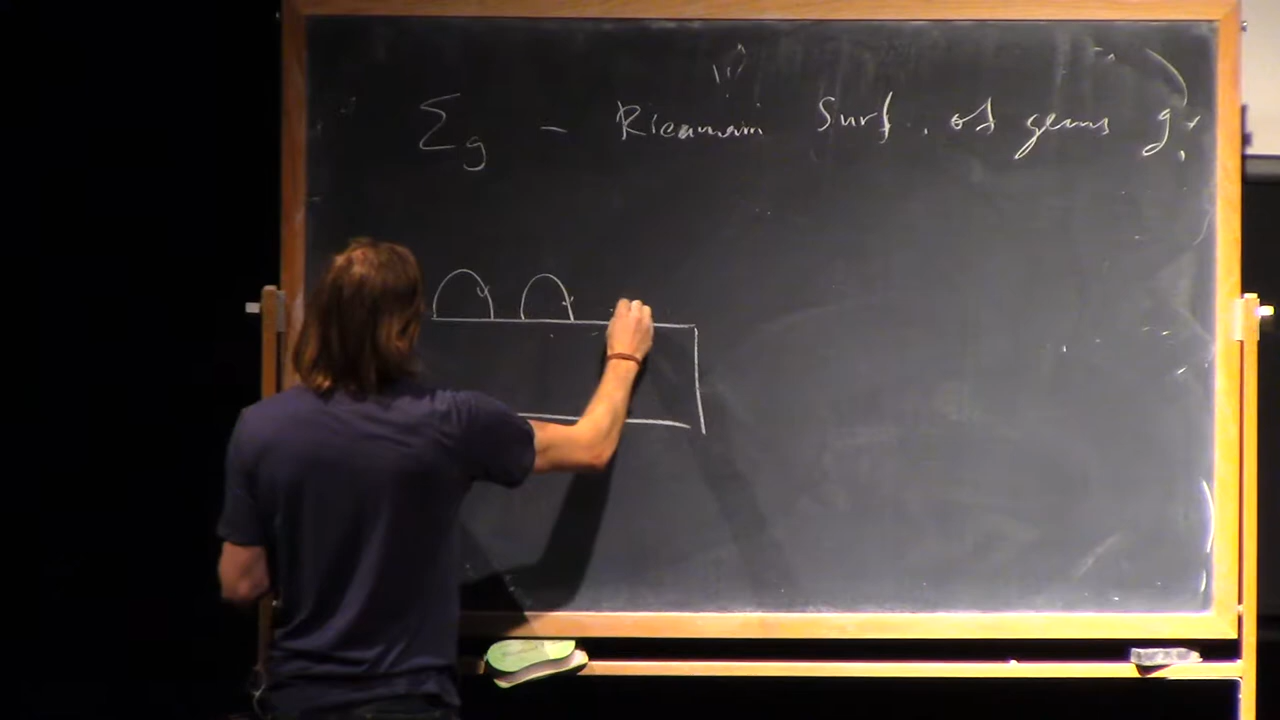 Σg - Riemann Surf. of genus g.